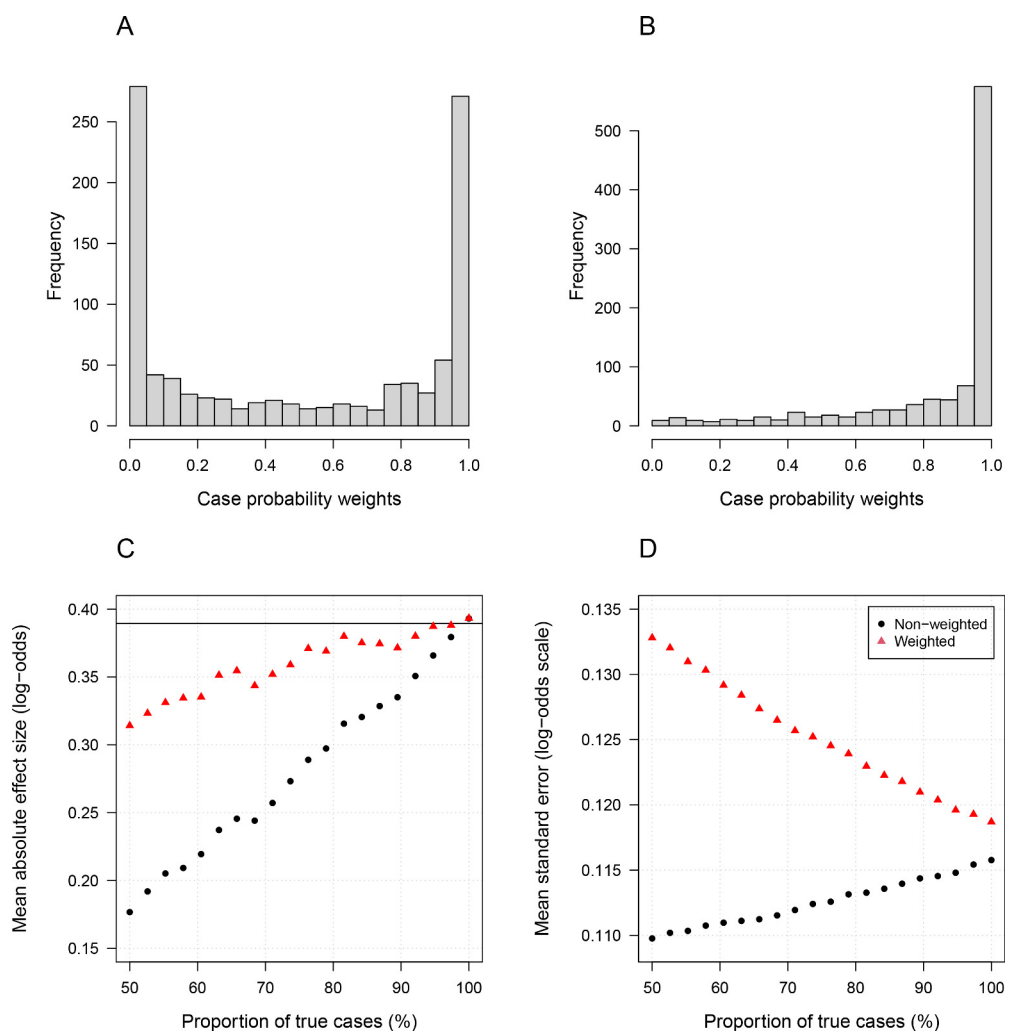 A
Frequency
250
200
150
100
50
0
0.0 0.2 0.4 0.6 0.8 1.0
Case probability weights
B
Frequency
500
400
300
200
100
0
0.0 0.2 0.4 0.6 0.8 1.0
Case probability weights
C
Mean absolute effect size (log−odds)
0.40
0.35
0.30
0.25
0.20
0.15
50 60 70 80 90 100
Proportion of true cases (%)
D
Mean standard error (log−odds scale)
0.135
0.130
0.125
0.120
0.115
0.110
Non−weighted
Weighted
50 60 70 80 90 100
Proportion of true cases (%)